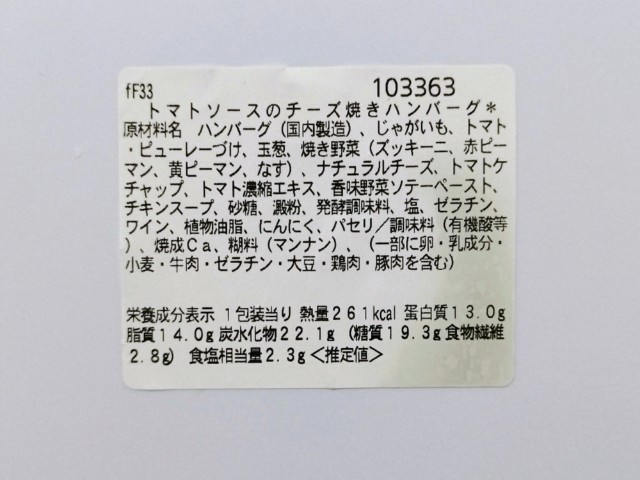 fF33
103363
トマトソースのチーズ焼きハンバーグ＊
原材料名　ハンバーグ（国内製造）、じゃがいも、トマト
・ピューレーづけ、玉葱、焼き野菜（ズッキーニ、赤ピー
マン、黄ピーマン、なす）、ナチュラルチーズ、トマトケ
チャップ、トマト濃縮エキス、香味野菜ソテーペースト、
チキンスープ、砂糖、澱粉、発酵調味料、塩、ゼラチン、
ワイン、植物油脂、にんにく、パセリ／調味料（有機酸等
）、焼成Ｃａ、糊料（マンナン）、（一部に卵・乳成分・
小麦・牛肉・ゼラチン・大豆・鶏肉・豚肉を含む）
栄養成分表示　１包装当り　熱量２６１kcal　蛋白質１３.０g
脂質１４.０g　炭水化物２２.１g（糖質１９.３g　食物繊維
２.８g）　食塩相当量２.３g＜推定値＞